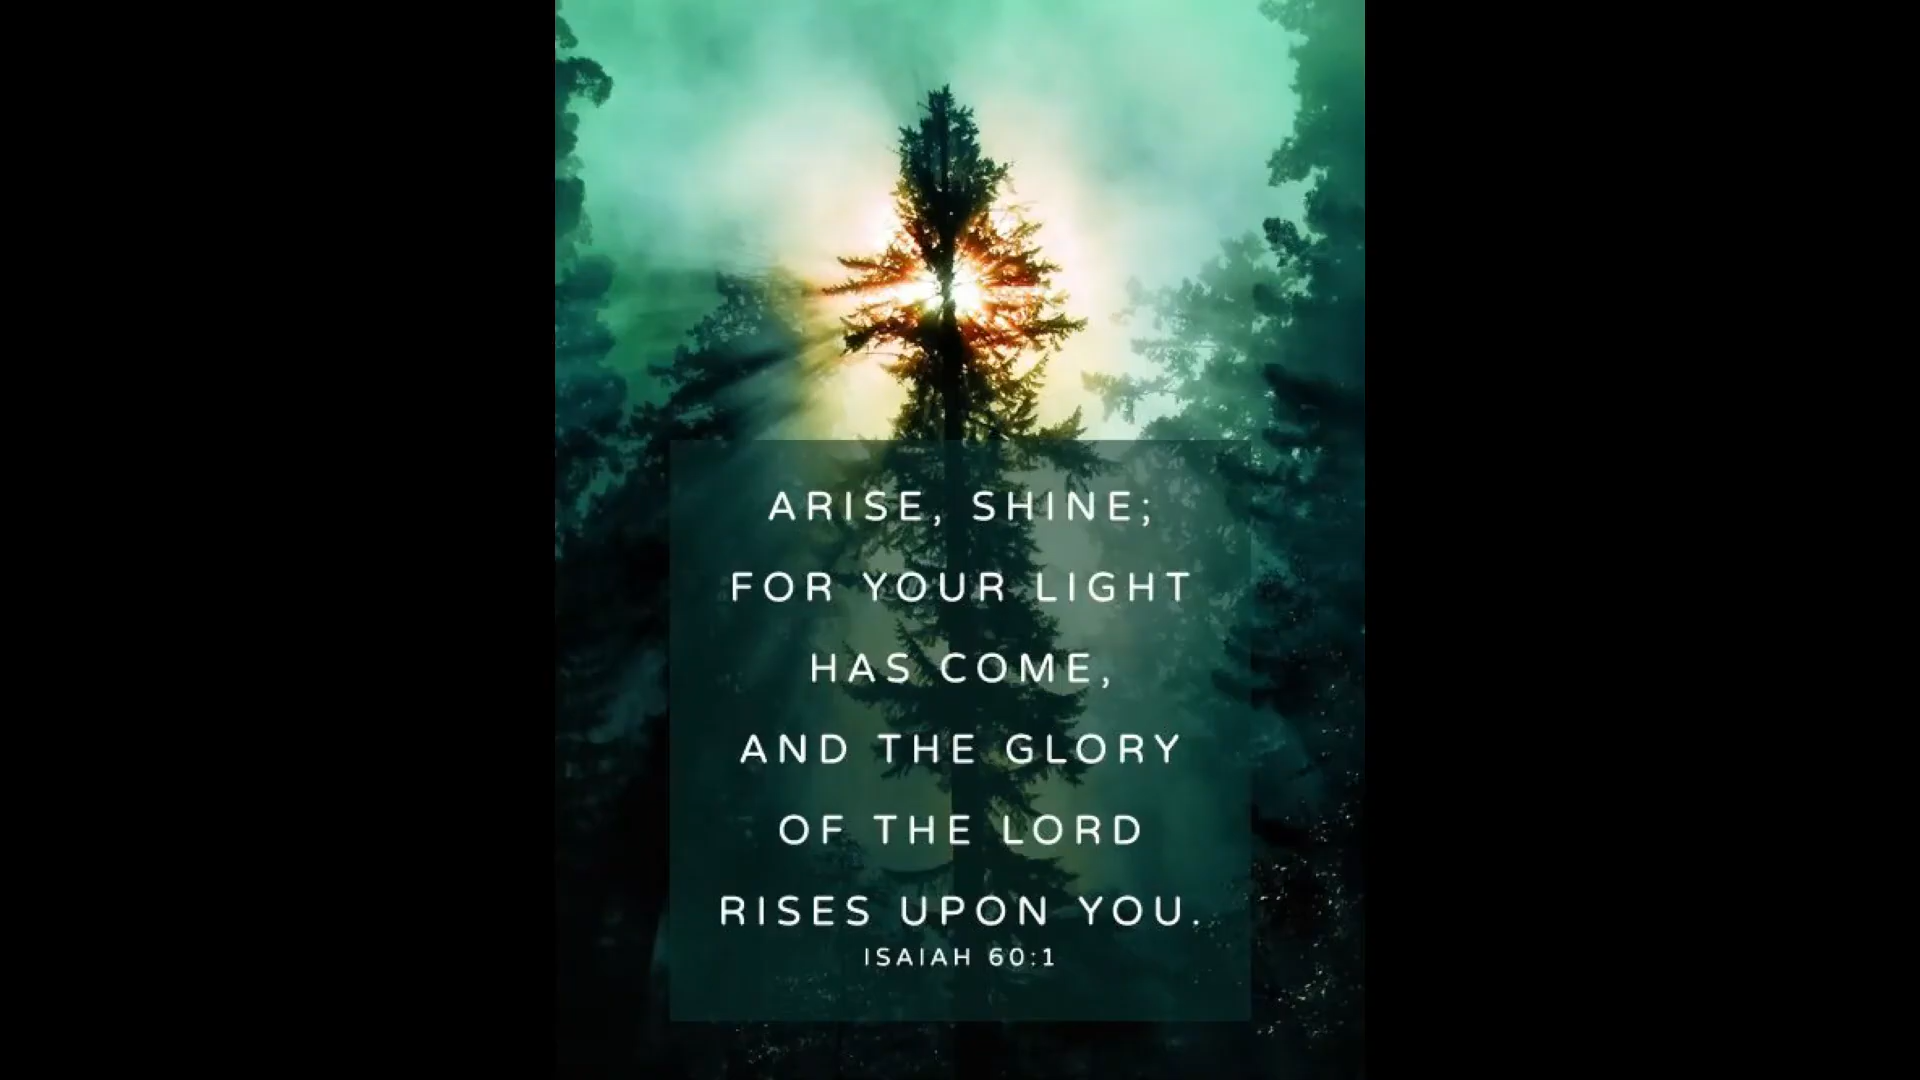 ARISE, SHINE;
FOR YOUR LIGHT
HAS COME,
AND THE GLORY
OF THE LORD
RISES UPON YOU.
ISAIAH 60:1